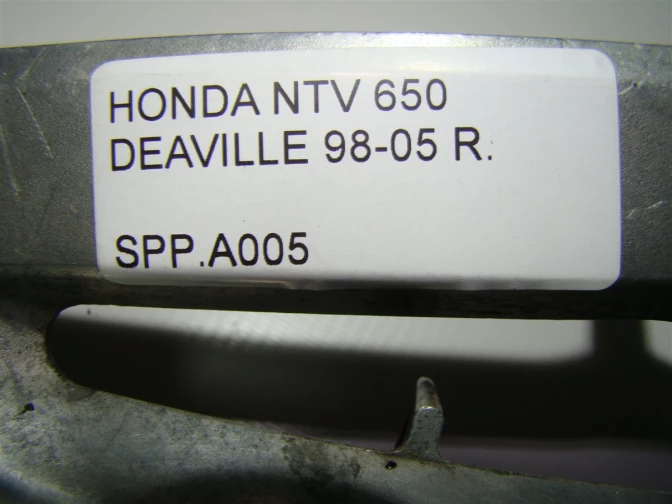 HONDA NTV 650
DEAVILLE 98-05 R.
SPP.A005